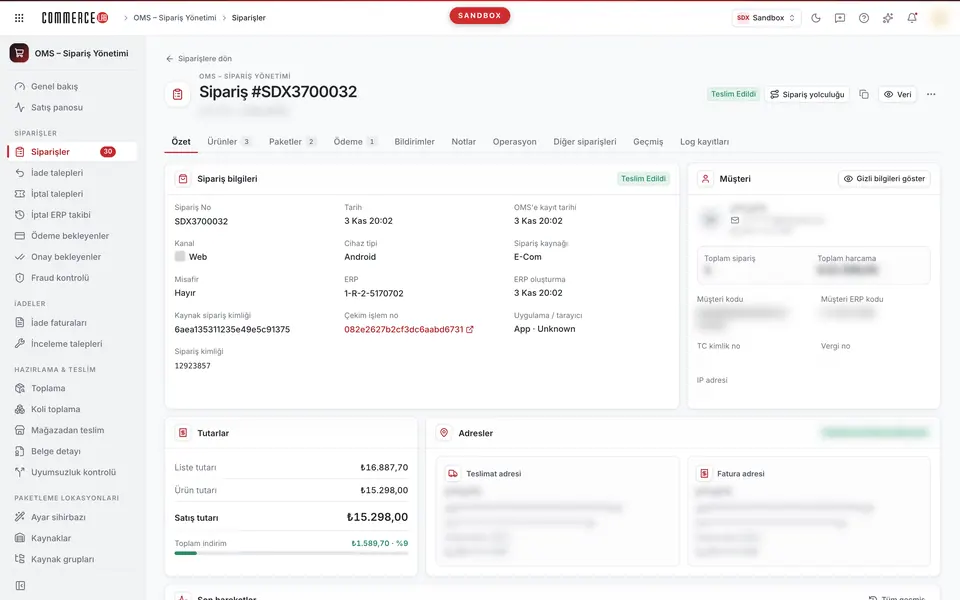 COMMERCE LAB
OMS – Sipariş Yönetimi
Siparişler
SANDBOX
SDX Sandbox
OMS – Sipariş Yönetimi
Genel bakış
Satış panosu
SİPARİŞLER
Siparişler 30
İade talepleri
İptal talepleri
İptal ERP takibi
Ödeme bekleyenler
Onay bekleyenler
Fraud kontrolü
İADELER
İade faturaları
İnceleme talepleri
HAZIRLAMA & TESLİM
Toplama
Koli toplama
Mağazadan teslim
Belge detayı
Uyumsuzluk kontrolü
PAKETLEME LOKASYONLARI
Ayar sihirbazı
Kaynaklar
Kaynak grupları
Siparişlere dön
OMS – SİPARİŞ YÖNETİMİ
Sipariş #SDX3700032
Teslim Edildi
Sipariş yolculuğu
Veri
Özet
Ürünler 3
Paketler 2
Ödeme 1
Bildirimler
Notlar
Operasyon
Diğer siparişleri
Geçmiş
Log kayıtları
Sipariş bilgileri
Teslim Edildi
Sipariş No
SDX3700032
Tarih
3 Kas 20:02
OMS'e kayıt tarihi
3 Kas 20:02
Kanal
Web
Cihaz tipi
Android
Sipariş kaynağı
E-Com
Misafir
Hayır
ERP
1-R-2-5170702
ERP oluşturma
3 Kas 20:02
Kaynak sipariş kimliği
6aea135311235e49e5c91375
Çekim işlem no
082e2627b2cf3dc6aabd6731
Uygulama / tarayıcı
App · Unknown
Sipariş kimliği
12923857
Müşteri
Gizli bilgileri göster
Toplam sipariş
Toplam harcama
Müşteri kodu
Müşteri ERP kodu
TC kimlik no
Vergi no
IP adresi
Tutarlar
Liste tutarı ₺16.887,70
Ürün tutarı ₺15.298,00
Satış tutarı ₺15.298,00
Toplam indirim ₺1.589,70 · %9
Adresler
Teslimat adresi
Fatura adresi
Son hareketler
Tüm geçmiş